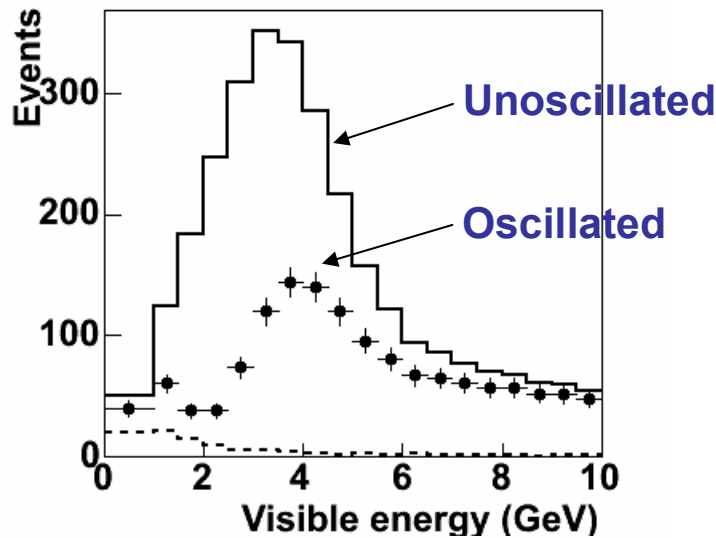 Events
300
200
100
0
Unoscillated
Oscillated
0 2 4 6 8 10
Visible energy (GeV)